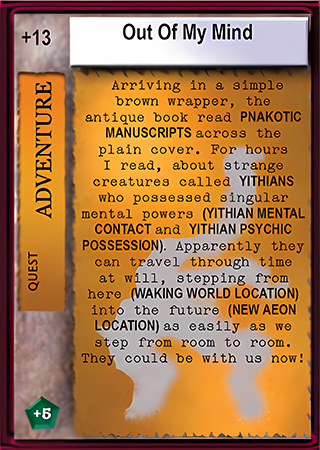 +13
Out Of My Mind
QUEST
ADVENTURE
Arriving in a simple
brown wrapper, the
antique book read PNAKOTIC
MANUSCRIPTS across the
plain cover. For hours
I read, about strange
creatures called YITHIANS
who possessed singular
mental powers (YITHIAN MENTAL
CONTACT and YITHIAN PSYCHIC
POSSESSION). Apparently they
can travel through time
at will, stepping from
here (WAKING WORLD LOCATION)
into the future (NEW AEON
LOCATION) as easily as we
step from room to room.
They could be with us now!
+5